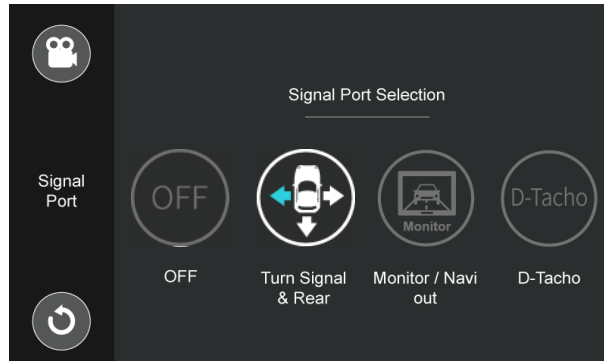 Signal Port Selection
Signal
Port
OFF
Monitor
D-Tacho
OFF
Turn Signal
& Rear
Monitor / Navi
out
D-Tacho